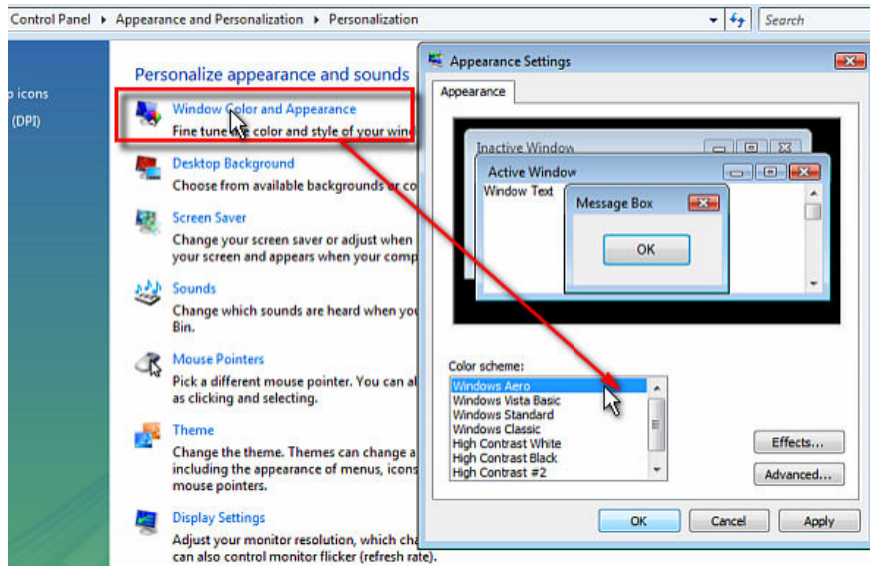 Control Panel ▸ Appearance and Personalization ▸ Personalization
Search
p icons
(DPI)
Personalize appearance and sounds
Window Color and Appearance
Fine tune color and style of your wind
Desktop Background
Choose from available backgrounds or co
Screen Saver
Change your screen saver or adjust when
your screen and appears when your comp
Sounds
Change which sounds are heard when you
Bin.
Mouse Pointers
Pick a different mouse pointer. You can al
as clicking and selecting.
Theme
Change the theme. Themes can change a
including the appearance of menus, icons
mouse pointers.
Display Settings
Adjust your monitor resolution, which cha
can also control monitor flicker (refresh rate).
Appearance Settings
Appearance
Inactive Window
Active Window
Window Text
Message Box
OK
Color scheme:
Windows Aero
Windows Vista Basic
Windows Standard
Windows Classic
High Contrast White
High Contrast Black
High Contrast #2
Effects...
Advanced...
OK
Cancel
Apply